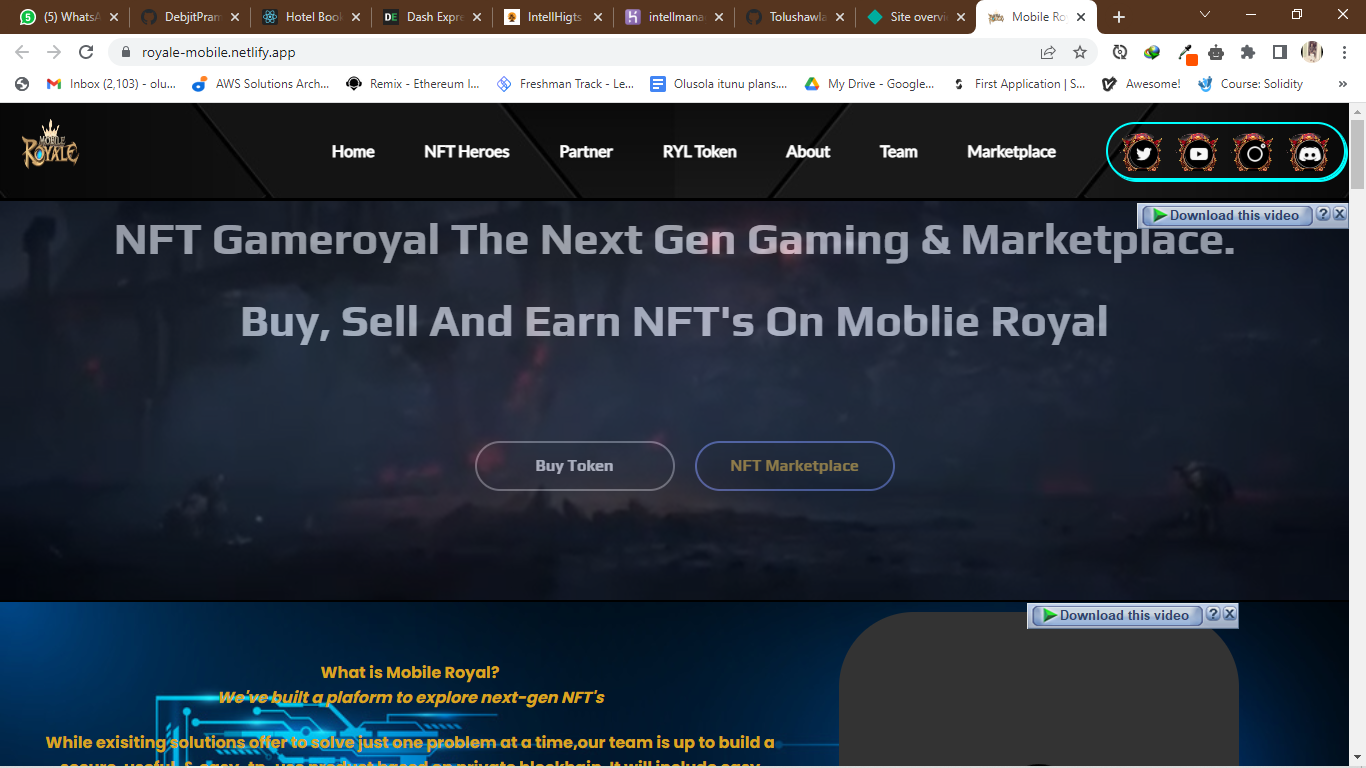 (5) WhatsA
DebjitPram
Hotel Book
Dash Expre
IntellHigts
intellmana
Tolushawla
Site overvi
Mobile Ro
royale-mobile.netlify.app
Inbox (2,103) - olu...
AWS Solutions Arch...
Remix - Ethereum I...
Freshman Track - Le...
Olusola itunu plans....
My Drive - Google...
First Application | S...
Awesome!
Course: Solidity
»
MOBILE
ROYALE
Home
NFT Heroes
Partner
RYL Token
About
Team
Marketplace
Download this video
NFT Gameroyal The Next Gen Gaming & Marketplace.
Buy, Sell And Earn NFT's On Moblie Royal
Buy Token
NFT Marketplace
Download this video
What is Mobile Royal?
We've built a plaform to explore next-gen NFT's
While exisiting solutions offer to solve just one problem at a time,our team is up to build a